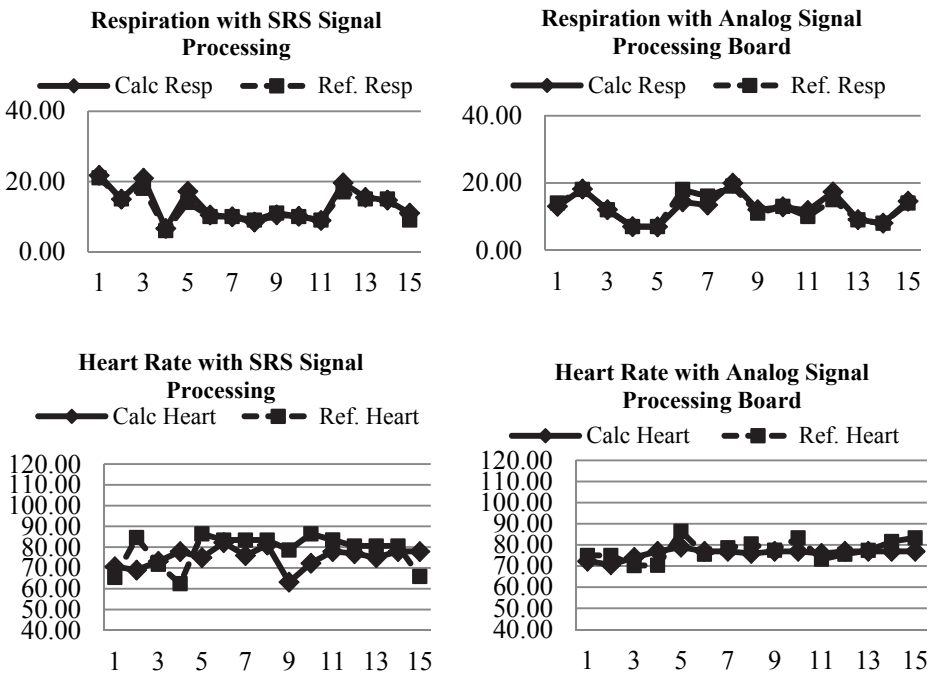 Respiration with SRS Signal
Processing
Calc Resp Ref. Resp
40.00
20.00
0.00
1 3 5 7 9 11 13 15
Respiration with Analog Signal
Processing Board
Calc Resp Ref. Resp
40.00
20.00
0.00
1 3 5 7 9 11 13 15
Heart Rate with SRS Signal
Processing
Calc Heart Ref. Heart
120.00
110.00
100.00
90.00
80.00
70.00
60.00
50.00
40.00
1 3 5 7 9 11 13 15
Heart Rate with Analog Signal
Processing Board
Calc Heart Ref. Heart
120.00
110.00
100.00
90.00
80.00
70.00
60.00
50.00
40.00
1 3 5 7 9 11 13 15